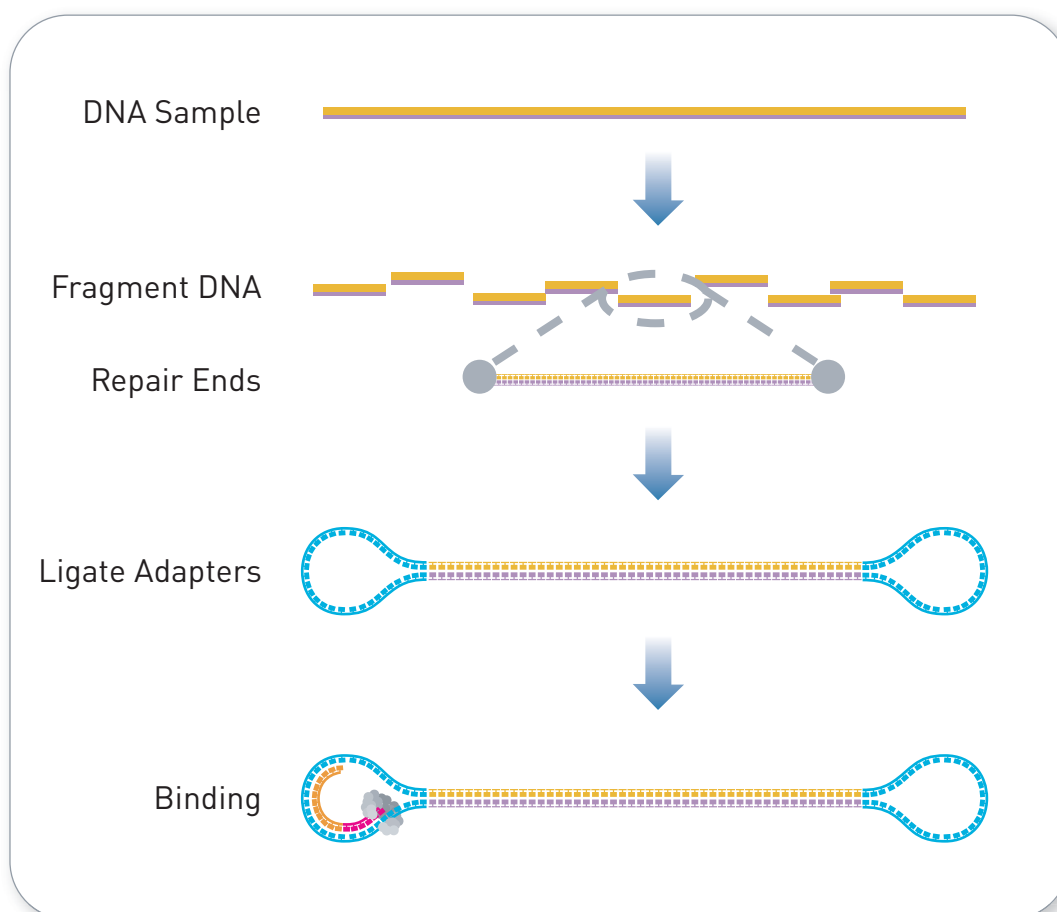 DNA Sample
Fragment DNA
Repair Ends
Ligate Adapters
Binding